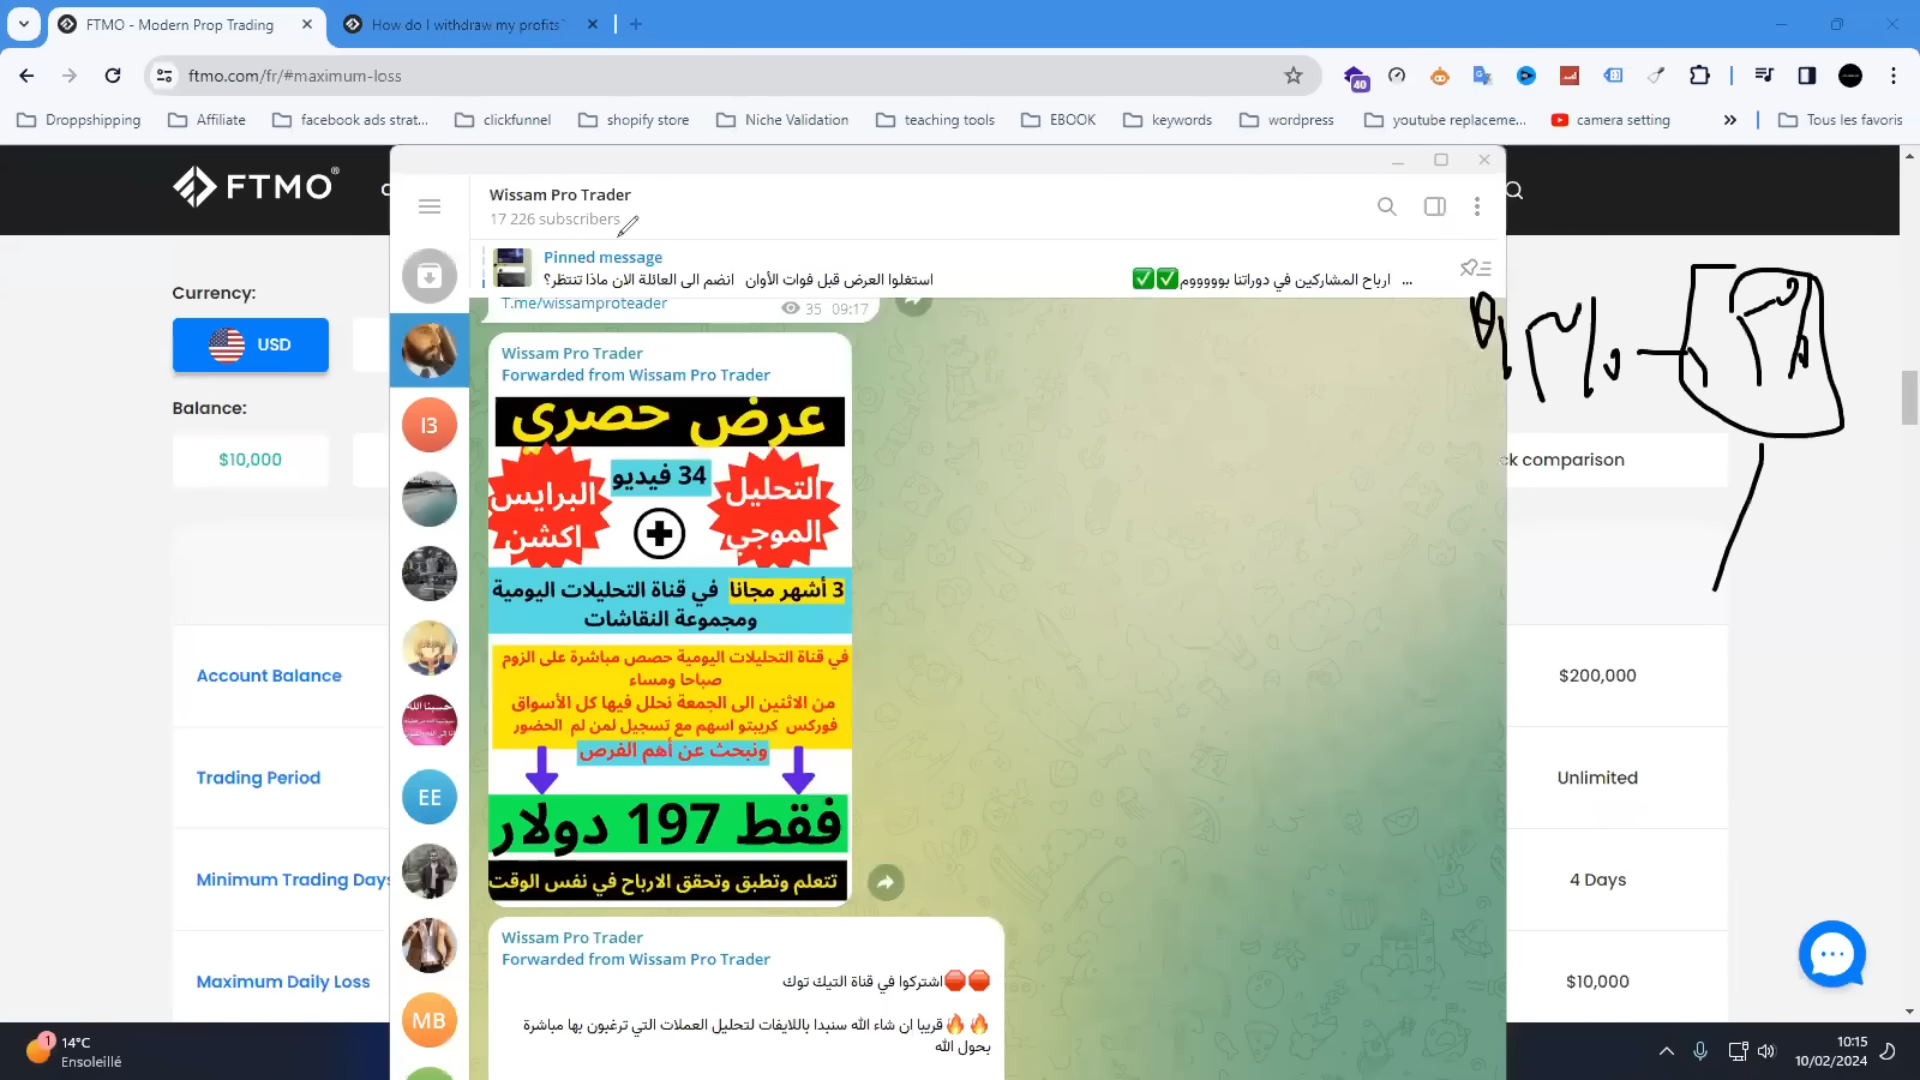 FTMO - Modern Prop Trading
How do I withdraw my profits
ftmo.com/fr/#maximum-loss
40
Droppshipping
Affiliate
facebook ads strat...
clickfunnel
shopify store
Niche Validation
teaching tools
EBOOK
keywords
wordpress
youtube replaceme...
camera setting
Tous les favoris
FTMO
Wissam Pro Trader
17 226 subscribers
Pinned message
استغلوا العرض قبل فوات الأوان انضم الى العائلة الان ماذا تنتظر؟
ارباح المشاركين في دوراتنا بوووووم ✅✅ ...
T.me/wissamproteader
35 09:17
Currency:
USD
Balance:
$10,000
ck comparison
Wissam Pro Trader
Forwarded from Wissam Pro Trader
عرض حصري
34 فيديو
التحليل الموجي
البرايس اكشن
3 أشهر مجانا في قناة التحليلات اليومية
ومجموعة النقاشات
في قناة التحليلات اليومية حصص مباشرة على الزوم
صباحا ومساء
من الاثنين الى الجمعة نحلل فيها كل الأسواق
فوركس كريبتو اسهم مع تسجيل لمن لم الحضور
ونبحث عن أهم الفرص
فقط 197 دولار
تتعلم وتطبق وتحقق الارباح في نفس الوقت
I3
حسبنا الله
EE
MB
Account Balance
$200,000
Trading Period
Unlimited
Minimum Trading Days
4 Days
Maximum Daily Loss
$10,000
Wissam Pro Trader
Forwarded from Wissam Pro Trader
🛑🛑اشتركوا في قناة التيك توك
🔥🔥قريبا ان شاء الله سنبدا باللايفات لتحليل العملات التي ترغبون بها مباشرة
بحول الله
1
14°C
Ensoleillé
10:15
10/02/2024